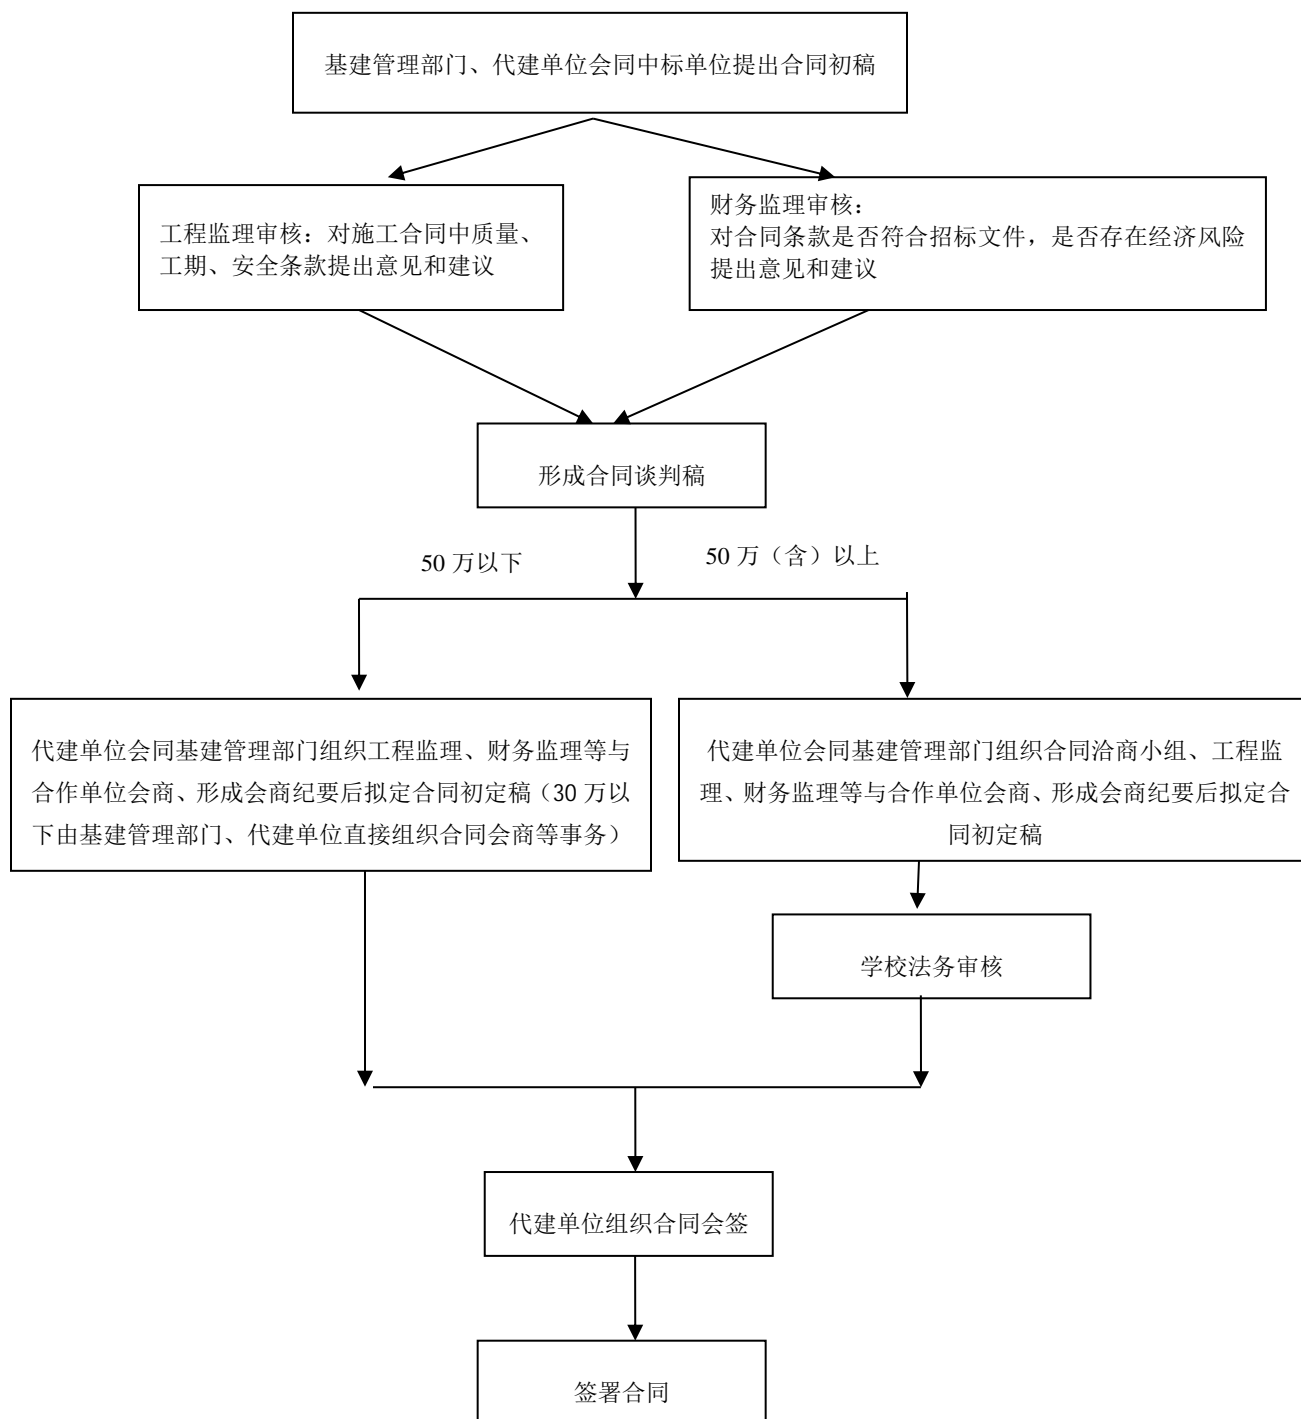 基建管理部门、代建单位会同中标单位提出合同初稿
工程监理审核：对施工合同中质量、
工期、安全条款提出意见和建议
财务监理审核：
对合同条款是否符合招标文件，是否存在经济风险
提出意见和建议
形成合同谈判稿
50 万以下
50 万（含）以上
代建单位会同基建管理部门组织工程监理、财务监理等与
合作单位会商、形成会商纪要后拟定合同初定稿（30 万以
下由基建管理部门、代建单位直接组织合同会商等事务）
代建单位会同基建管理部门组织合同洽商小组、工程监
理、财务监理等与合作单位会商、形成会商纪要后拟定合
同初定稿
学校法务审核
代建单位组织合同会签
签署合同